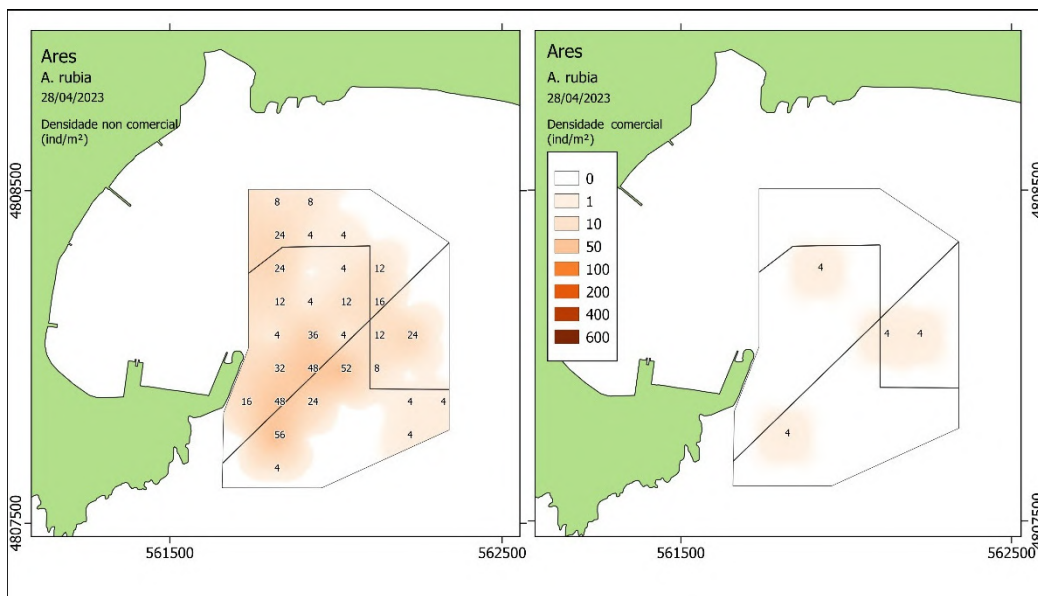 Ares
A. rubia
28/04/2023
Densidade non comercial
(ind/m²)
4808500
4807500
8 8
24 4 4
24 4 12
12 4 12 16
4 36 4 12 24
32 48 52 8
16 48 24 4 4
56 4
4
561500 562500
Ares
A. rubia
28/04/2023
Densidade comercial
(ind/m²)
0
1
10
50
100
200
400
600
4
4 4
4
4808500
4807500
561500 562500